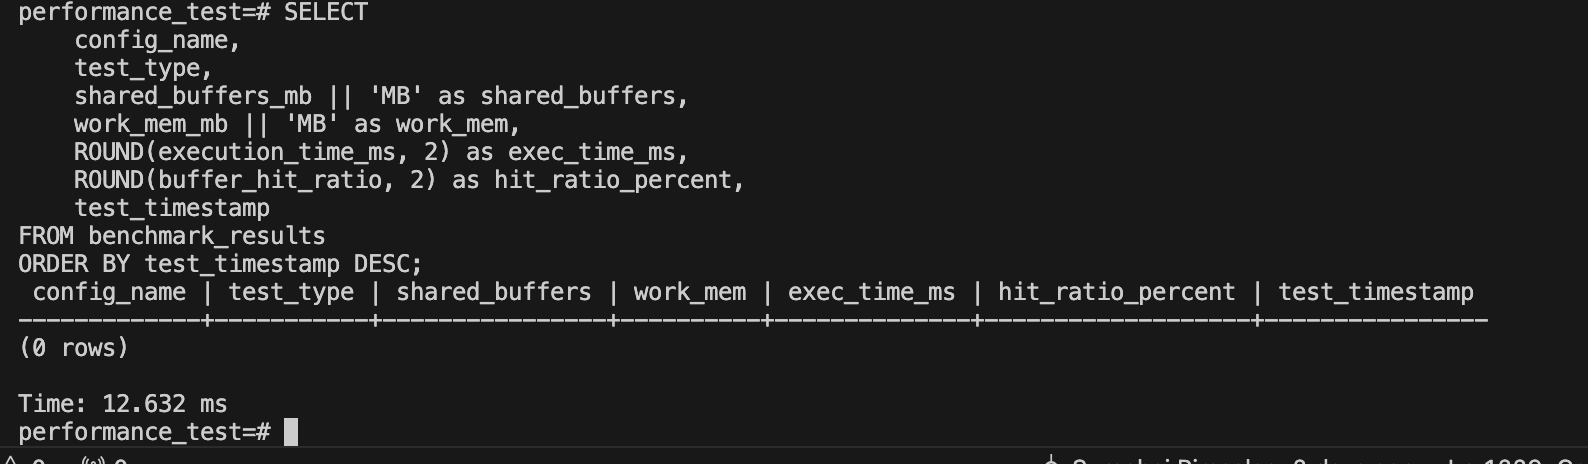 performance_test=# SELECT
    config_name,
    test_type,
    shared_buffers_mb || 'MB' as shared_buffers,
    work_mem_mb || 'MB' as work_mem,
    ROUND(execution_time_ms, 2) as exec_time_ms,
    ROUND(buffer_hit_ratio, 2) as hit_ratio_percent,
    test_timestamp
FROM benchmark_results
ORDER BY test_timestamp DESC;
 config_name | test_type | shared_buffers | work_mem | exec_time_ms | hit_ratio_percent | test_timestamp
-------------+-----------+----------------+----------+--------------+-------------------+----------------
(0 rows)

Time: 12.632 ms
performance_test=#